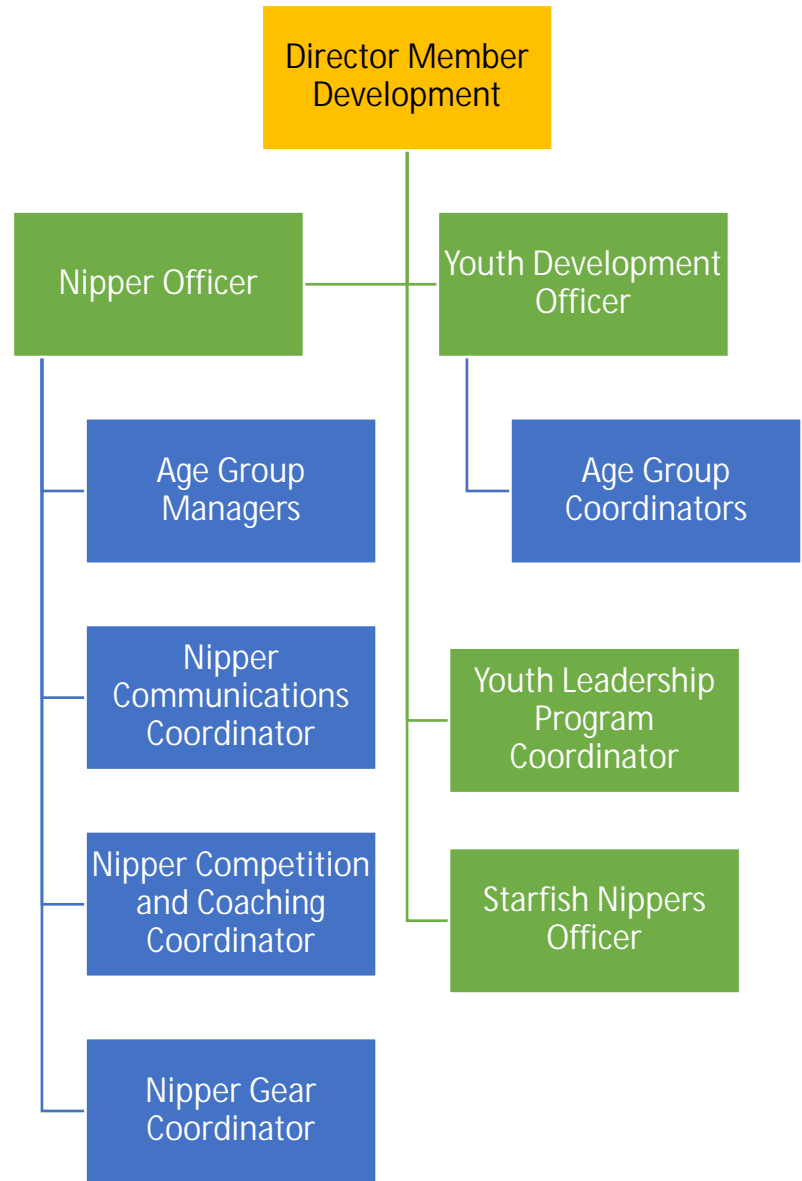 Director Member
Development
Nipper Officer
Youth Development
Officer
Age Group
Managers
Age Group
Coordinators
Nipper
Communications
Coordinator
Youth Leadership
Program
Coordinator
Nipper Competition
and Coaching
Coordinator
Starfish Nippers
Officer
Nipper Gear
Coordinator